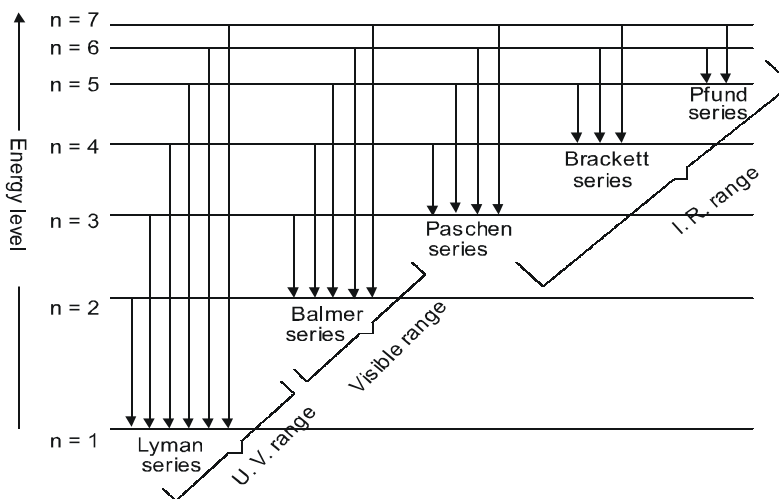 n = 7
n = 6
n = 5
n = 4
n = 3
n = 2
n = 1
Energy level
Pfund
series
Brackett
series
I. R. range
Paschen
series
Balmer
series
Visible range
Lyman
series
U. V. range